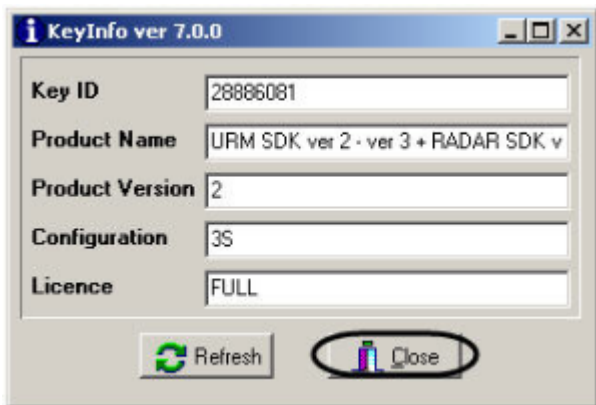 KeyInfo ver 7.0.0
Key ID 28886081
Product Name URM SDK ver 2 - ver 3 + RADAR SDK v
Product Version 2
Configuration 3S
Licence FULL
Refresh Close